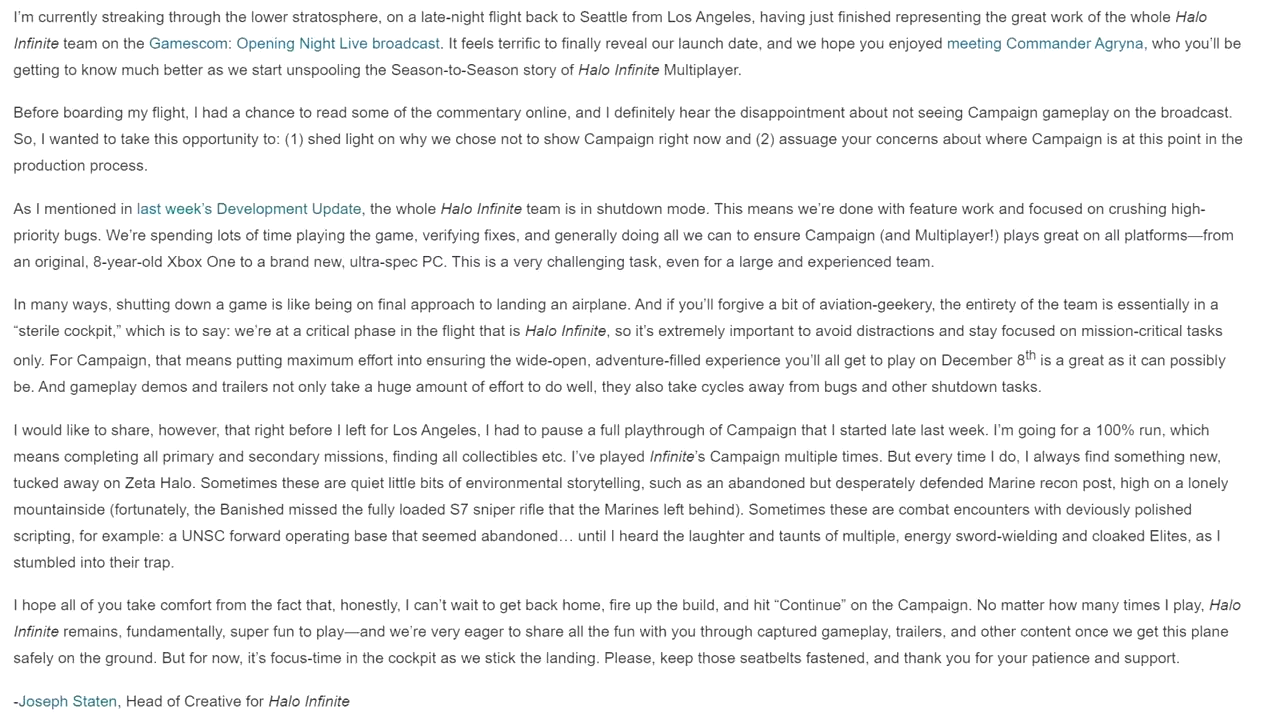 I'm currently streaking through the lower stratosphere, on a late-night flight back to Seattle from Los Angeles, having just finished representing the great work of the whole Halo
Infinite team on the Gamescom: Opening Night Live broadcast. It feels terrific to finally reveal our launch date, and we hope you enjoyed meeting Commander Agryna, who you'll be
getting to know much better as we start unspooling the Season-to-Season story of Halo Infinite Multiplayer.
Before boarding my flight, I had a chance to read some of the commentary online, and I definitely hear the disappointment about not seeing Campaign gameplay on the broadcast.
So, I wanted to take this opportunity to: (1) shed light on why we chose not to show Campaign right now and (2) assuage your concerns about where Campaign is at this point in the
production process.
As I mentioned in last week's Development Update, the whole Halo Infinite team is in shutdown mode. This means we're done with feature work and focused on crushing high-
priority bugs. We're spending lots of time playing the game, verifying fixes, and generally doing all we can to ensure Campaign (and Multiplayer!) plays great on all platforms—from
an original, 8-year-old Xbox One to a brand new, ultra-spec PC. This is a very challenging task, even for a large and experienced team.
In many ways, shutting down a game is like being on final approach to landing an airplane. And if you'll forgive a bit of aviation-geekery, the entirety of the team is essentially in a
“sterile cockpit,” which is to say: we're at a critical phase in the flight that is Halo Infinite, so it's extremely important to avoid distractions and stay focused on mission-critical tasks
only. For Campaign, that means putting maximum effort into ensuring the wide-open, adventure-filled experience you'll all get to play on December 8th is a great as it can possibly
be. And gameplay demos and trailers not only take a huge amount of effort to do well, they also take cycles away from bugs and other shutdown tasks.
I would like to share, however, that right before I left for Los Angeles, I had to pause a full playthrough of Campaign that I started late last week. I'm going for a 100% run, which
means completing all primary and secondary missions, finding all collectibles etc. I've played Infinite's Campaign multiple times. But every time I do, I always find something new,
tucked away on Zeta Halo. Sometimes these are quiet little bits of environmental storytelling, such as an abandoned but desperately defended Marine recon post, high on a lonely
mountainside (fortunately, the Banished missed the fully loaded S7 sniper rifle that the Marines left behind). Sometimes these are combat encounters with deviously polished
scripting, for example: a UNSC forward operating base that seemed abandoned… until I heard the laughter and taunts of multiple, energy sword-wielding and cloaked Elites, as I
stumbled into their trap.
I hope all of you take comfort from the fact that, honestly, I can't wait to get back home, fire up the build, and hit “Continue” on the Campaign. No matter how many times I play, Halo
Infinite remains, fundamentally, super fun to play—and we're very eager to share all the fun with you through captured gameplay, trailers, and other content once we get this plane
safely on the ground. But for now, it's focus-time in the cockpit as we stick the landing. Please, keep those seatbelts fastened, and thank you for your patience and support.
-Joseph Staten, Head of Creative for Halo Infinite